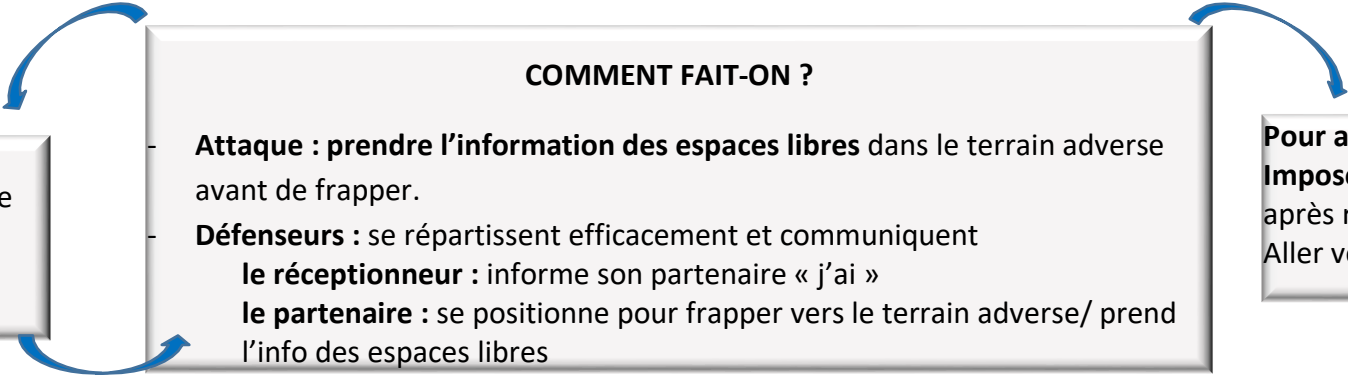 COMMENT FAIT-ON ?
- Attaque : prendre l’information des espaces libres dans le terrain adverse
avant de frapper.
- Défenseurs : se répartissent efficacement et communiquent
le réceptionneur : informe son partenaire « j’ai »
le partenaire : se positionne pour frapper vers le terrain adverse/ prend
l’info des espaces libres
e
Pour a
Impos
après
Aller v